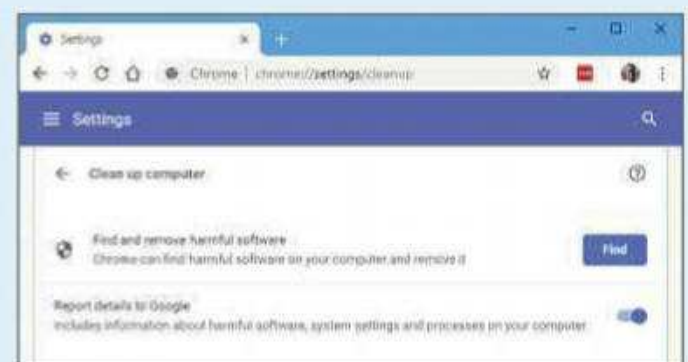 Settings
Chrome | chrome://settings/cleanup
Settings
Clean up computer
Find and remove harmful software
Chrome can find harmful software on your computer and remove it
Find
Report details to Google
includes information about harmful software, system settings and processes on your computer